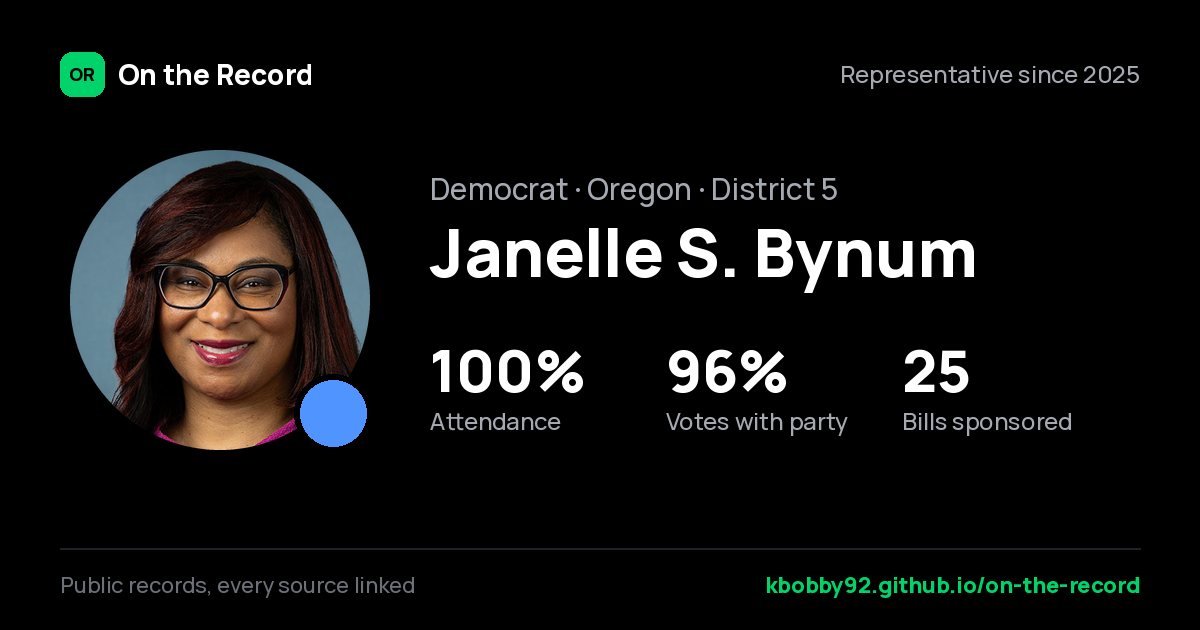 OR On the Record
Representative since 2025
Democrat · Oregon · District 5
Janelle S. Bynum
100% 96% 25
Attendance Votes with party Bills sponsored
Public records, every source linked
kbobby92.github.io/on-the-record